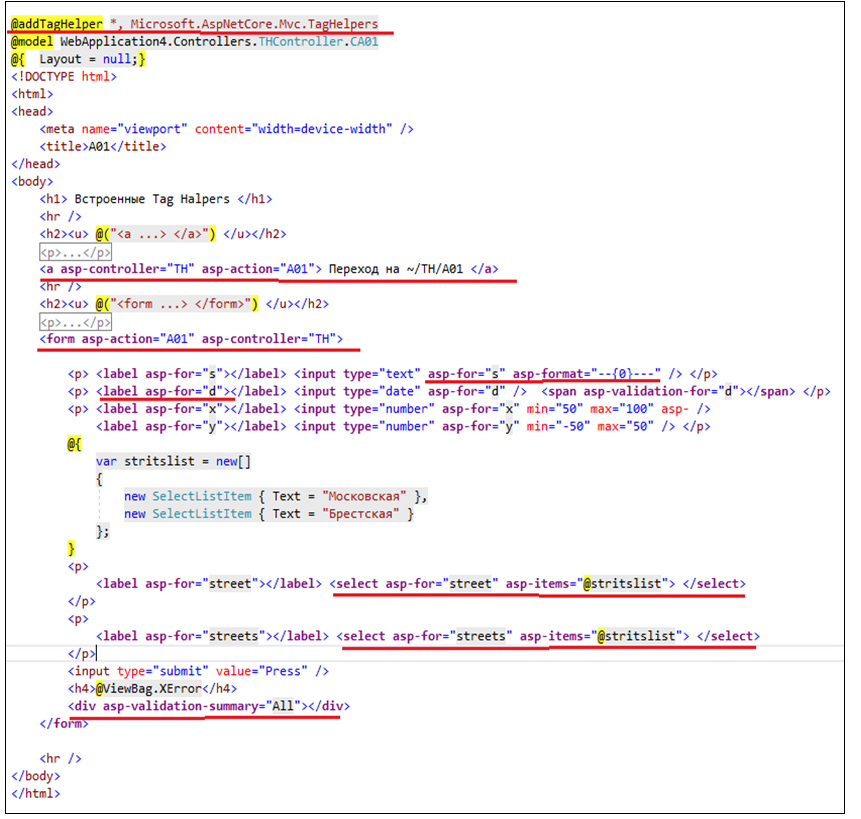 @addTagHelper *, Microsoft.AspNetCore.Mvc.TagHelpers
@model WebApplication4.Controllers.THController.CA01
@{  Layout = null;}
<!DOCTYPE html>
<html>
<head>
    <meta name="viewport" content="width=device-width" />
    <title>A01</title>
</head>
<body>
    <h1> Встроенные Tag Halpers </h1>
    <hr />
    <h2><u> @("<a ...> </a>") </u></h2>
    <p>...</p>
    <a asp-controller="TH" asp-action="A01"> Переход на ~/TH/A01 </a>
    <hr />
    <h2><u> @("<form ...> </form>") </u></h2>
    <p>...</p>
    <form asp-action="A01" asp-controller="TH">
        <p> <label asp-for="s"></label> <input type="text" asp-for="s" asp-format="--{0}---" /> </p>
        <p> <label asp-for="d"></label> <input type="date" asp-for="d" />  <span asp-validation-for="d"></span> </p>
        <p> <label asp-for="x"></label> <input type="number" asp-for="x" min="50" max="100" asp- />
            <label asp-for="y"></label> <input type="number" asp-for="y" min="-50" max="50" /> </p>
        @{
            var stritslist = new[]
            {
                new SelectListItem { Text = "Московская" },
                new SelectListItem { Text = "Брестская" }
            };
        }
        <p>
            <label asp-for="street"></label> <select asp-for="street" asp-items="@stritslist"> </select>
        </p>
        <p>
            <label asp-for="streets"></label> <select asp-for="streets" asp-items="@stritslist"> </select>
        </p>
        <input type="submit" value="Press" />
        <h4>@ViewBag.XError</h4>
        <div asp-validation-summary="All"></div>
    </form>
    <hr />
</body>
</html>